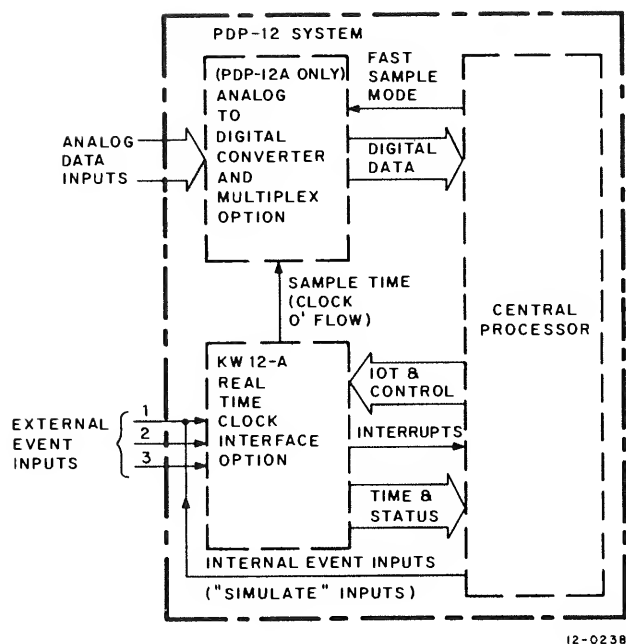 PDP-12 SYSTEM
(PDP-12A ONLY)
ANALOG
TO
DIGITAL
CONVERTER
AND
MULTIPLEX
OPTION
FAST
SAMPLE
MODE
ANALOG
DATA
INPUTS
DIGITAL
DATA
SAMPLE TIME
(CLOCK
O' FLOW)
CENTRAL
PROCESSOR
KW 12-A
REAL
TIME
CLOCK
INTERFACE
OPTION
IOT &
CONTROL
INTERRUPTS
TIME &
STATUS
EXTERNAL
EVENT
INPUTS
1
2
3
INTERNAL EVENT INPUTS
("SIMULATE" INPUTS)
12-0238